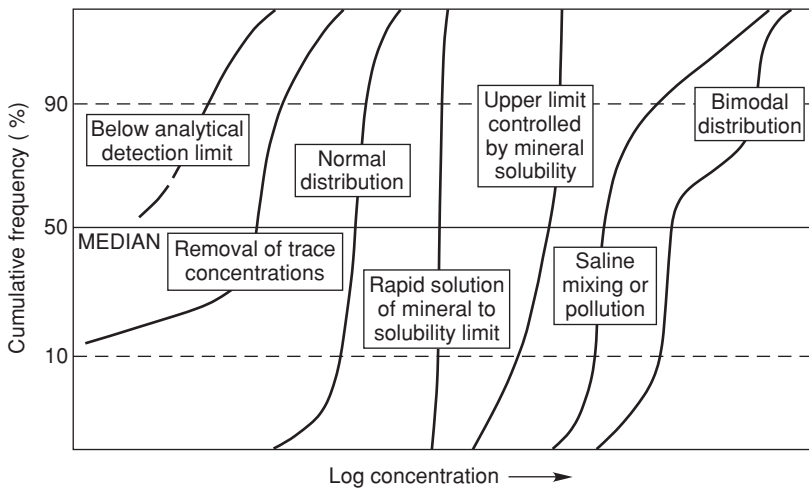 Cumulative frequency ( %)
90
50
10
Below analytical
detection limit
MEDIAN
Removal of trace
concentrations
Normal
distribution
Rapid solution
of mineral to
solubility limit
Upper limit
controlled
by mineral
solubility
Saline
mixing or
pollution
Bimodal
distribution
Log concentration